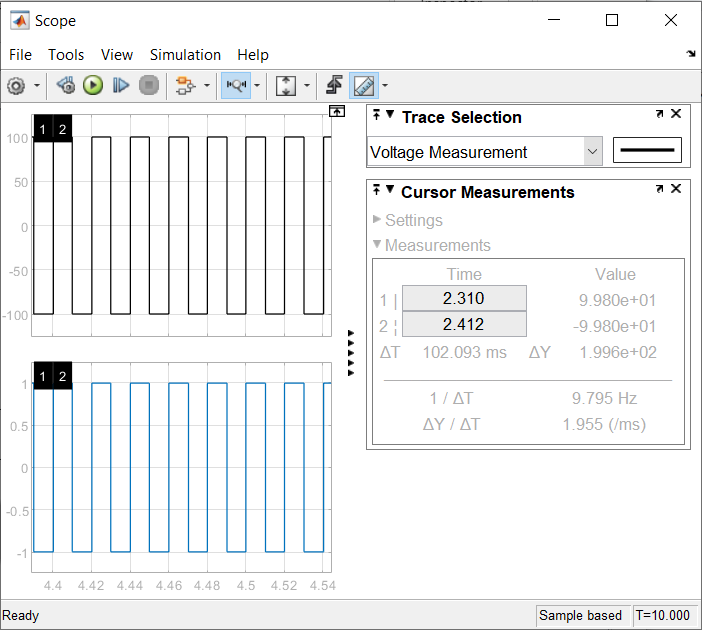 Scope
File Tools View Simulation Help
1 2
100
50
0
-50
-100
1 2
1
0.5
0
-0.5
-1
4.4 4.42 4.44 4.46 4.48 4.5 4.52 4.54
Trace Selection
Voltage Measurement
Cursor Measurements
Settings
Measurements
Time Value
1 | 2.310 9.980e+01
2 ¦ 2.412 -9.980e+01
ΔT 102.093 ms ΔY 1.996e+02
1 / ΔT 9.795 Hz
ΔY / ΔT 1.955 (/ms)
Ready Sample based T=10.000